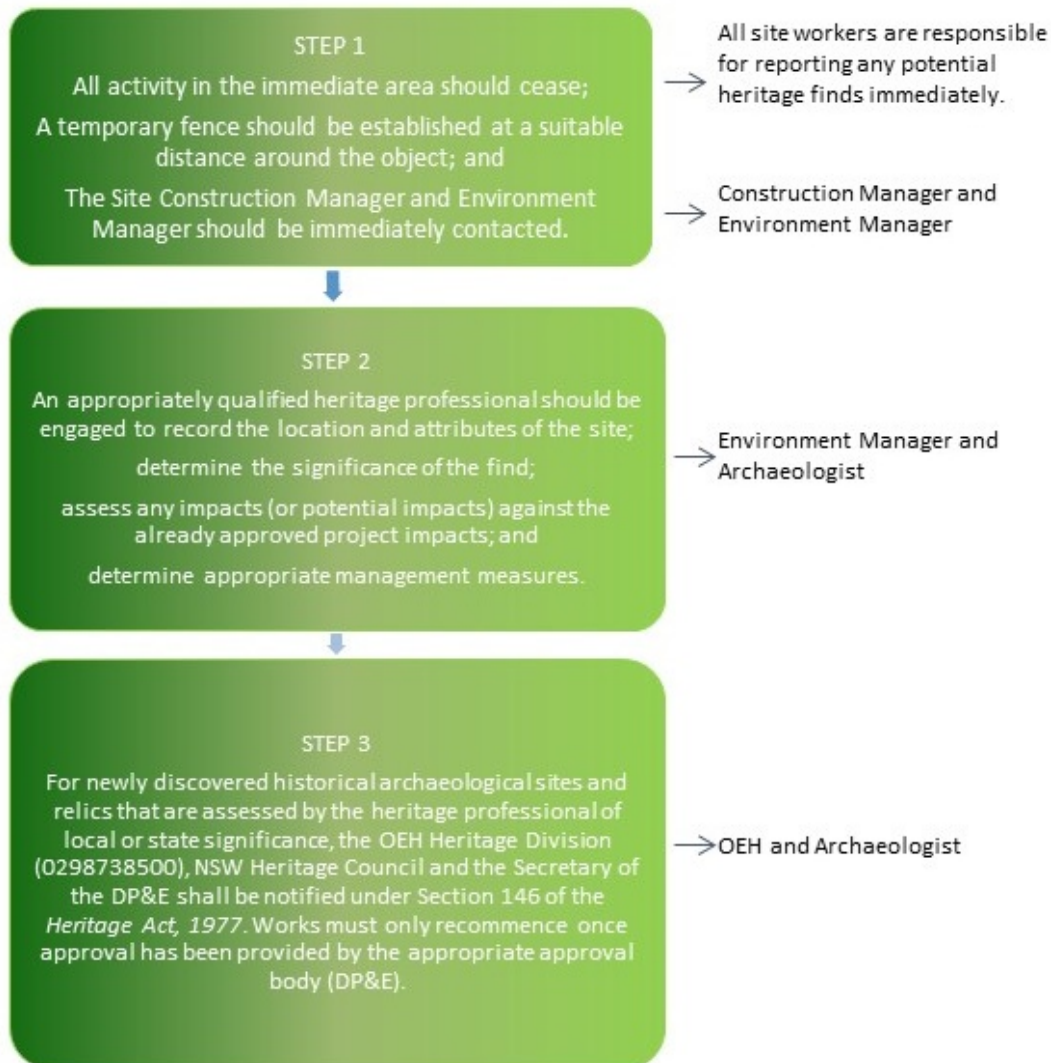 STEP 1
All activity in the immediate area should cease;
A temporary fence should be established at a suitable
distance around the object; and
The Site Construction Manager and Environment
Manager should be immediately contacted.
All site workers are responsible
for reporting any potential
heritage finds immediately.
Construction Manager and
Environment Manager
STEP 2
An appropriately qualified heritage professional should be
engaged to record the location and attributes of the site;
determine the significance of the find;
assess any impacts (or potential impacts) against the
already approved project impacts; and
determine appropriate management measures.
Environment Manager and
Archaeologist
STEP 3
For newly discovered historical archaeological sites and
relics that are assessed by the heritage professional of
local or state significance, the OEH Heritage Division
(0298738500), NSW Heritage Council and the Secretary of
the DP&E shall be notified under Section 146 of the
Heritage Act, 1977. Works must only recommence once
approval has been provided by the appropriate approval
body (DP&E).
OEH and Archaeologist